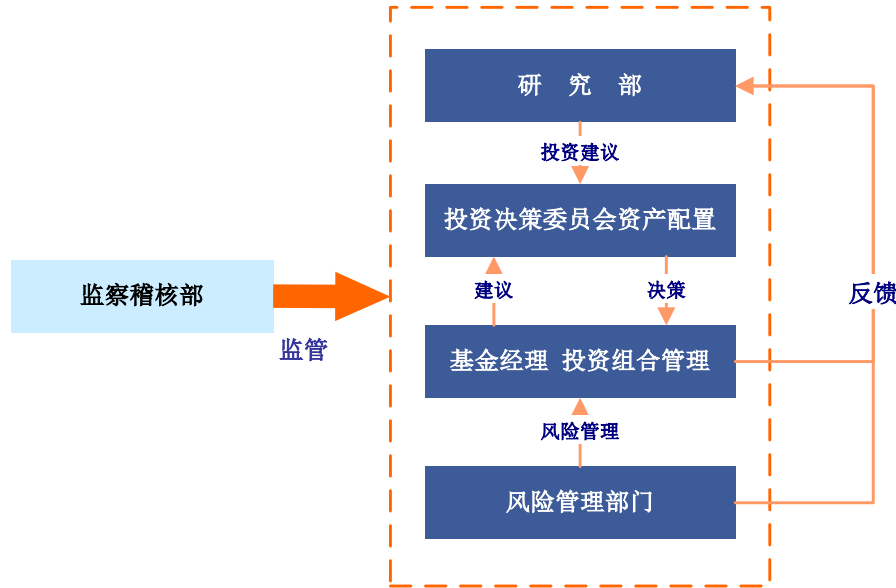 研 究 部
投资建议
投资决策委员会资产配置
建议
决策
基金经理 投资组合管理
风险管理
风险管理部门
监察稽核部
监管
反馈